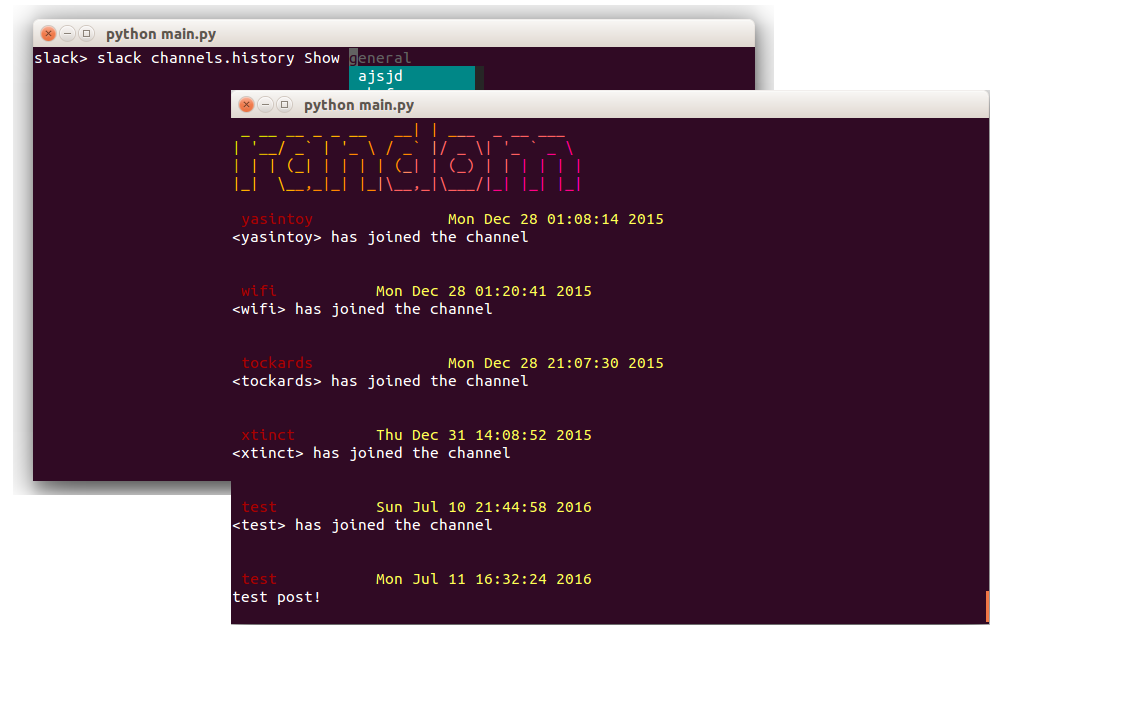 python main.py
slack> slack channels.history Show general
ajsjd
python main.py
 _ __ __ _ _ __   __| | ___  _ __ ___
| '__/ _` | '_ \ / _` |/ _ \| '_ ` _ \
| | | (_| | | | | (_| | (_) | | | | | |
|_|  \__,_|_| |_|\__,_|\___/|_| |_| |_|
yasintoy Mon Dec 28 01:08:14 2015
<yasintoy> has joined the channel
wifi Mon Dec 28 01:20:41 2015
<wifi> has joined the channel
tockards Mon Dec 28 21:07:30 2015
<tockards> has joined the channel
xtinct Thu Dec 31 14:08:52 2015
<xtinct> has joined the channel
test Sun Jul 10 21:44:58 2016
<test> has joined the channel
test Mon Jul 11 16:32:24 2016
test post!